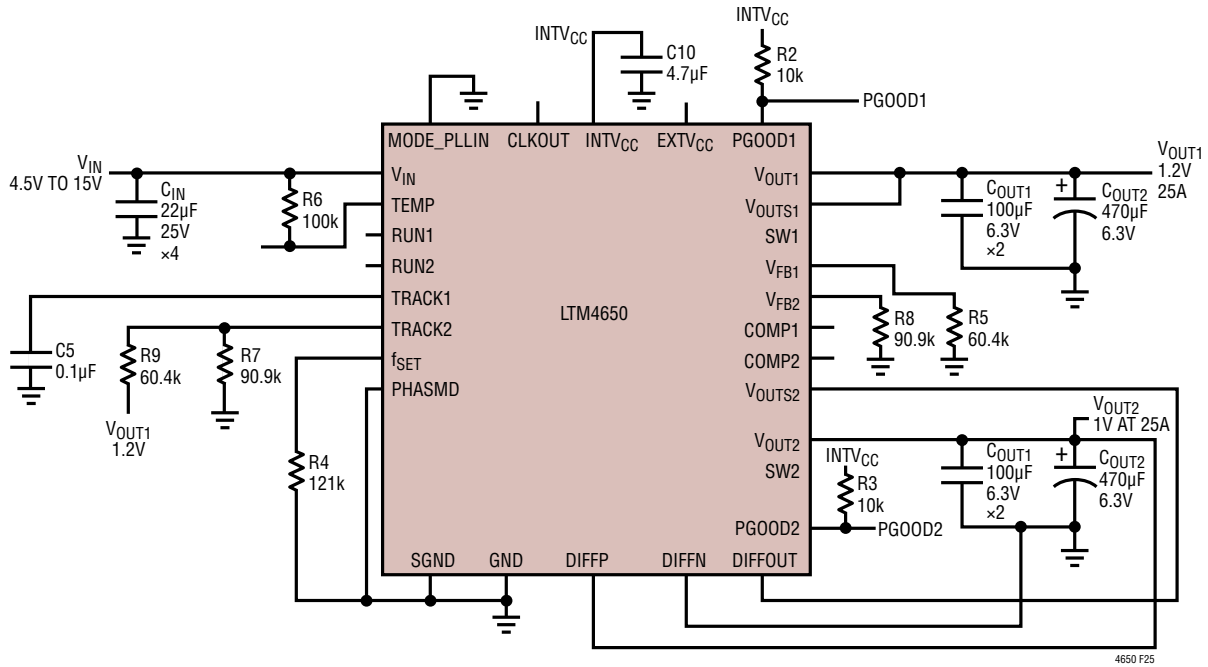 INTVCC
INTVCC
C10
4.7µF
R2
10k
PGOOD1
MODE_PLLIN
CLKOUT
INTVCC
EXTVCC
PGOOD1
VIN
4.5V TO 15V
CIN
22µF
25V
×4
R6
100k
VIN
TEMP
RUN1
RUN2
TRACK1
TRACK2
fSET
PHASMD
C5
0.1µF
R9
60.4k
R7
90.9k
VOUT1
1.2V
R4
121k
LTM4650
VOUT1
VOUTS1
SW1
VFB1
VFB2
COMP1
COMP2
VOUTS2
VOUT2
SW2
PGOOD2
VOUT1
1.2V
25A
COUT1
100µF
6.3V
×2
COUT2
470µF
6.3V
+
R8
90.9k
R5
60.4k
VOUT2
1V AT 25A
INTVCC
R3
10k
PGOOD2
COUT1
100µF
6.3V
×2
+
COUT2
470µF
6.3V
SGND
GND
DIFFP
DIFFN
DIFFOUT
4650 F25